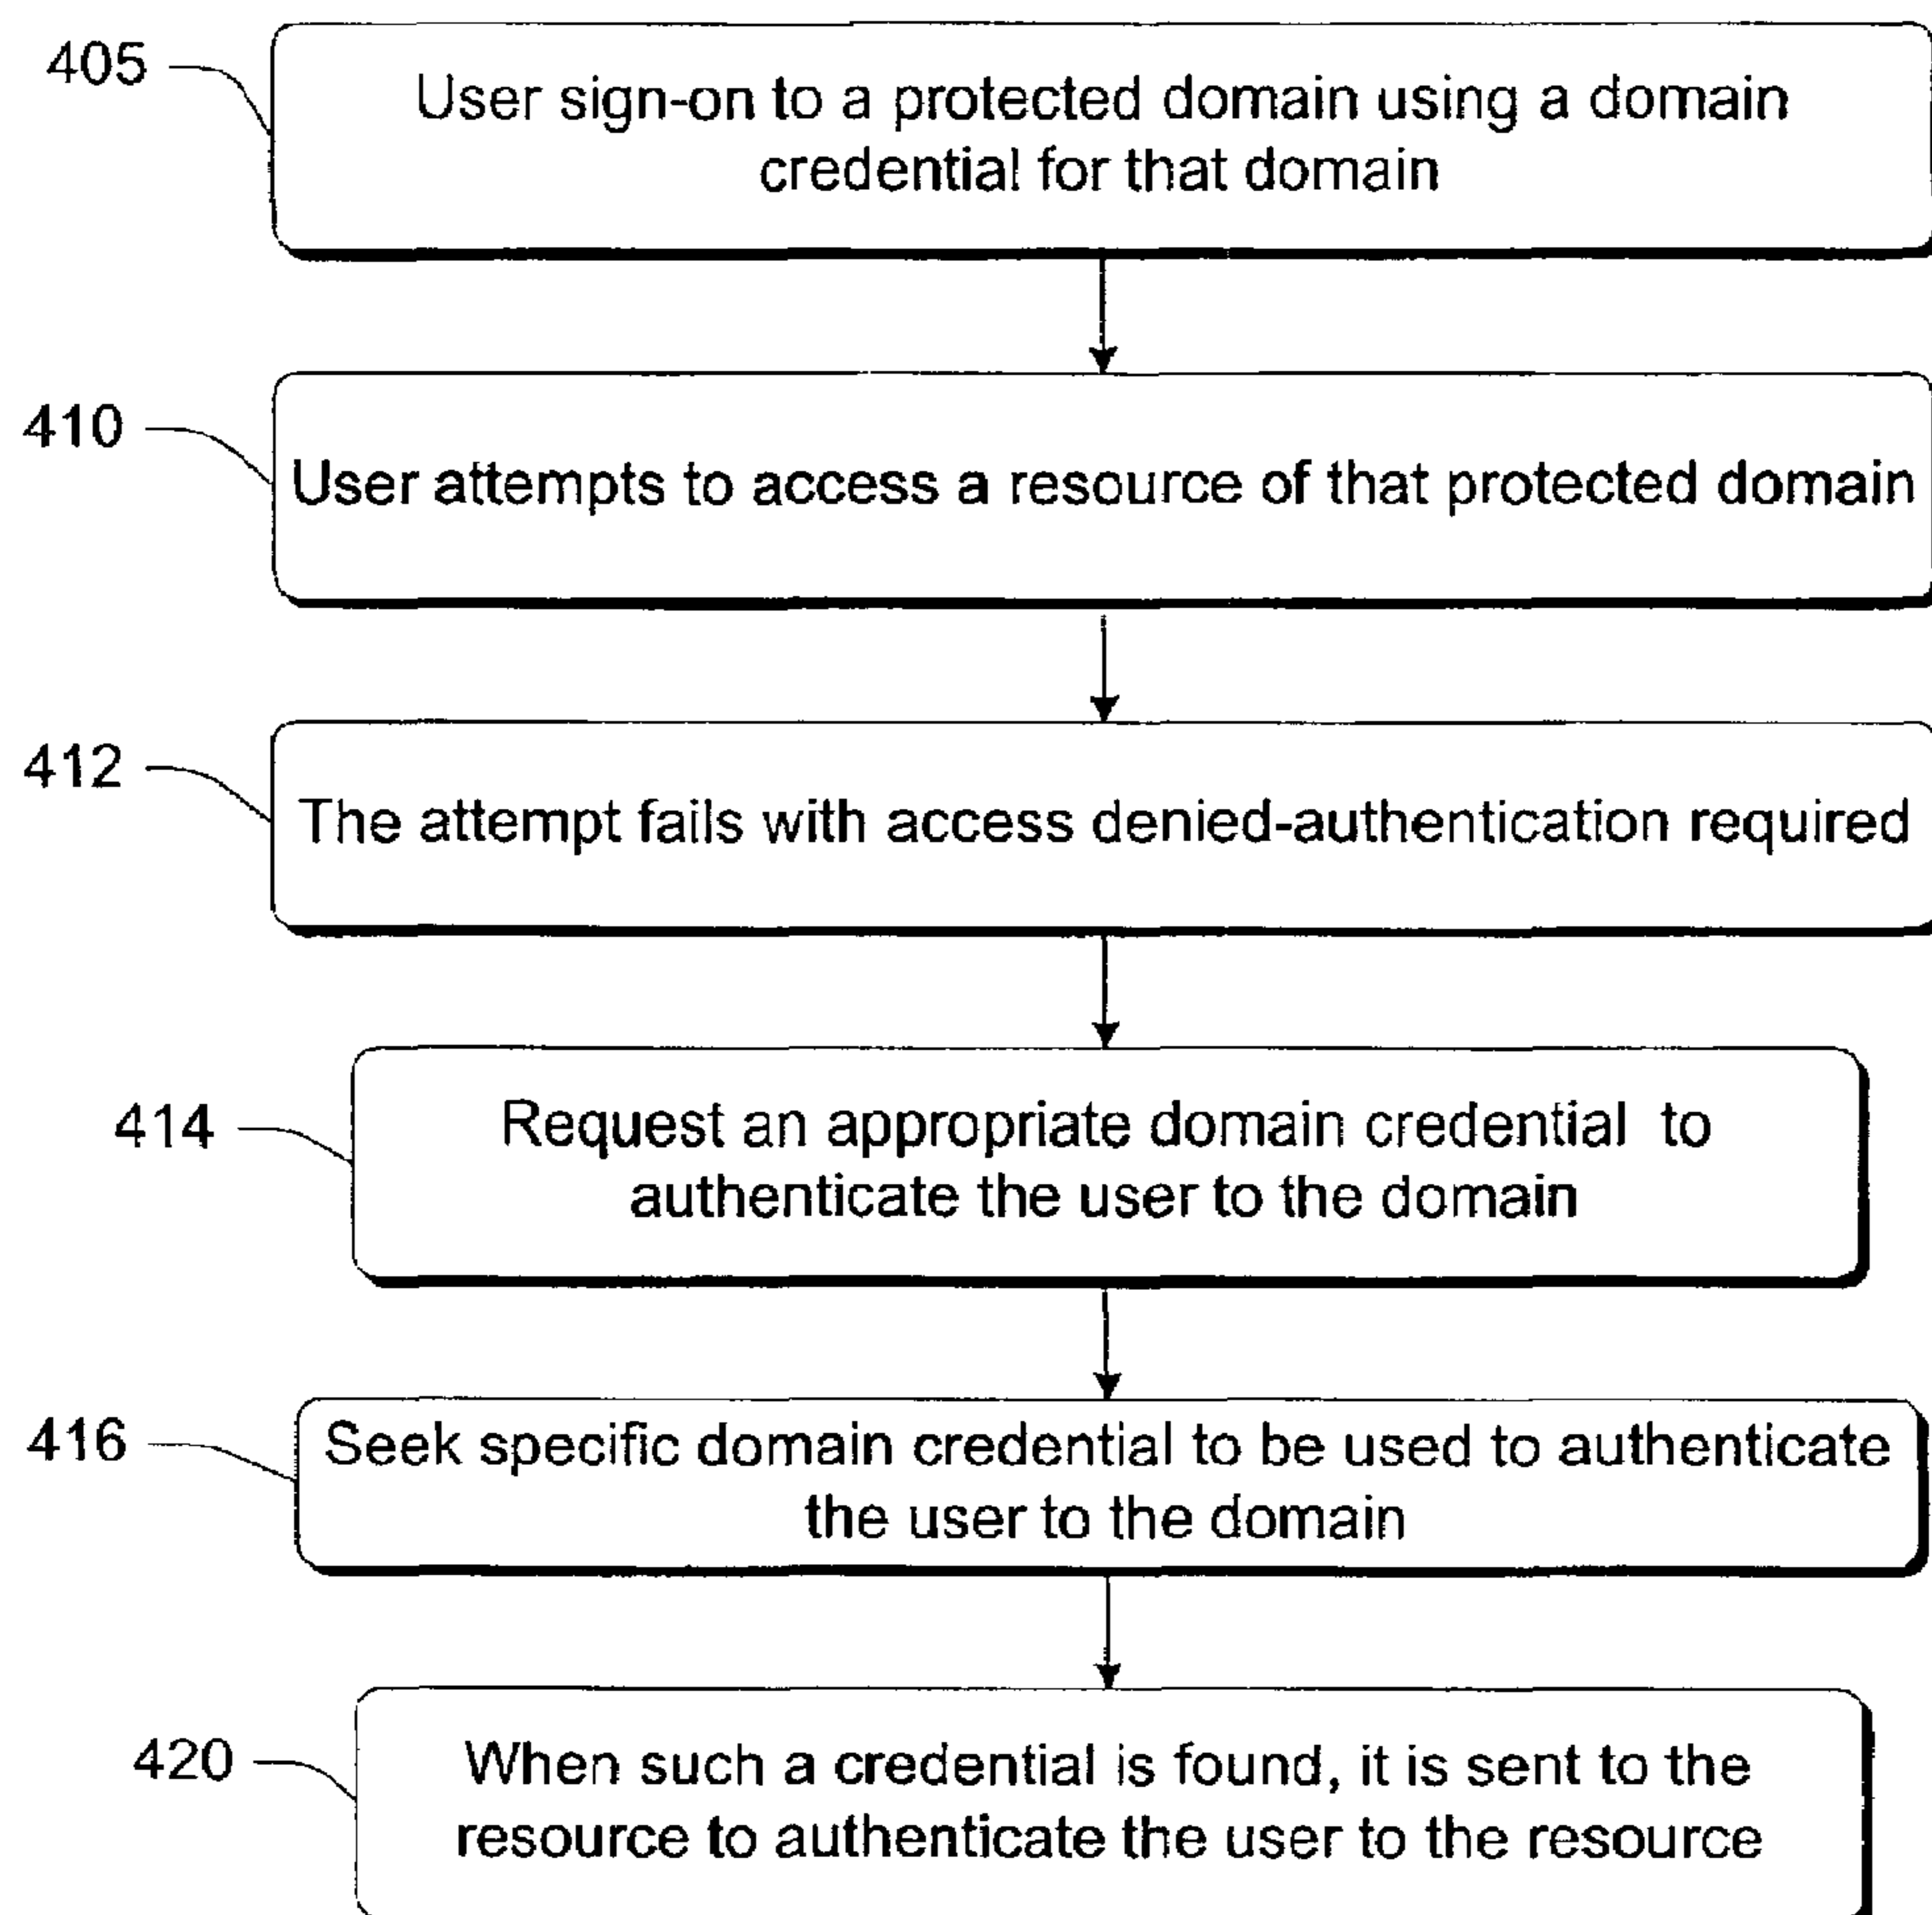 405
User sign-on to a protected domain using a domain
credential for that domain
410
User attempts to access a resource of that protected domain
412
The attempt fails with access denied-authentication required
414
Request an appropriate domain credential to
authenticate the user to the domain
416
Seek specific domain credential to be used to authenticate
the user to the domain
420
When such a credential is found, it is sent to the
resource to authenticate the user to the resource